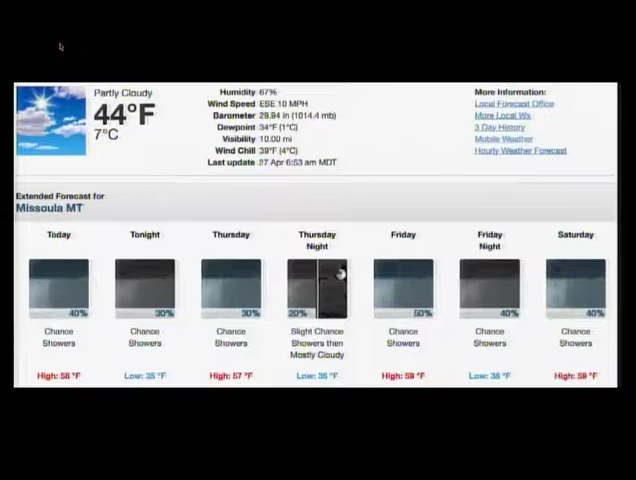 Partly Cloudy
44°F
7°C
Humidity 67%
Wind Speed ESE 10 MPH
Barometer 29.94 in (1014.4 mb)
Dewpoint 34°F (1°C)
Visibility 10.00 mi
Wind Chill 39°F (4°C)
Last update 27 Apr 6:53 am MDT
More Information:
Local Forecast Office
More Local Wx
3 Day History
Mobile Weather
Hourly Weather Forecast
Extended Forecast for
Missoula MT
Today
40%
Chance
Showers
High: 58 °F
Tonight
30%
Chance
Showers
Low: 35 °F
Thursday
30%
Chance
Showers
High: 57 °F
Thursday
Night
20%
Slight Chance
Showers then
Mostly Cloudy
Low: 36 °F
Friday
50%
Chance
Showers
High: 59 °F
Friday
Night
40%
Chance
Showers
Low:
Saturday
40%
Chance
Showers
High: 59 °F